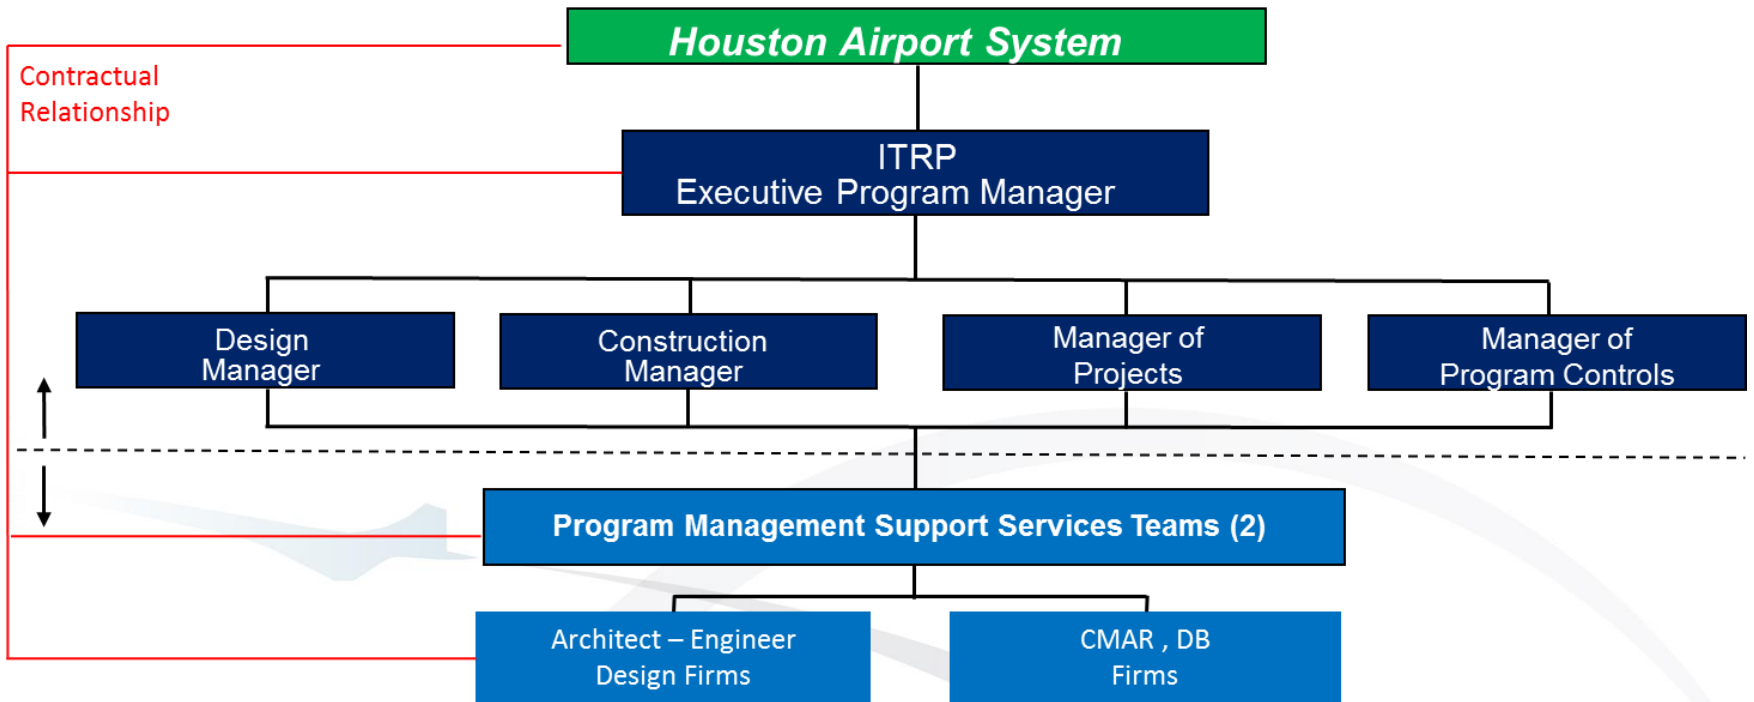 Houston Airport System
Contractual
Relationship
ITRP
Executive Program Manager
Design
Manager
Construction
Manager
Manager of
Projects
Manager of
Program Controls
Program Management Support Services Teams (2)
Architect – Engineer
Design Firms
CMAR , DB
Firms